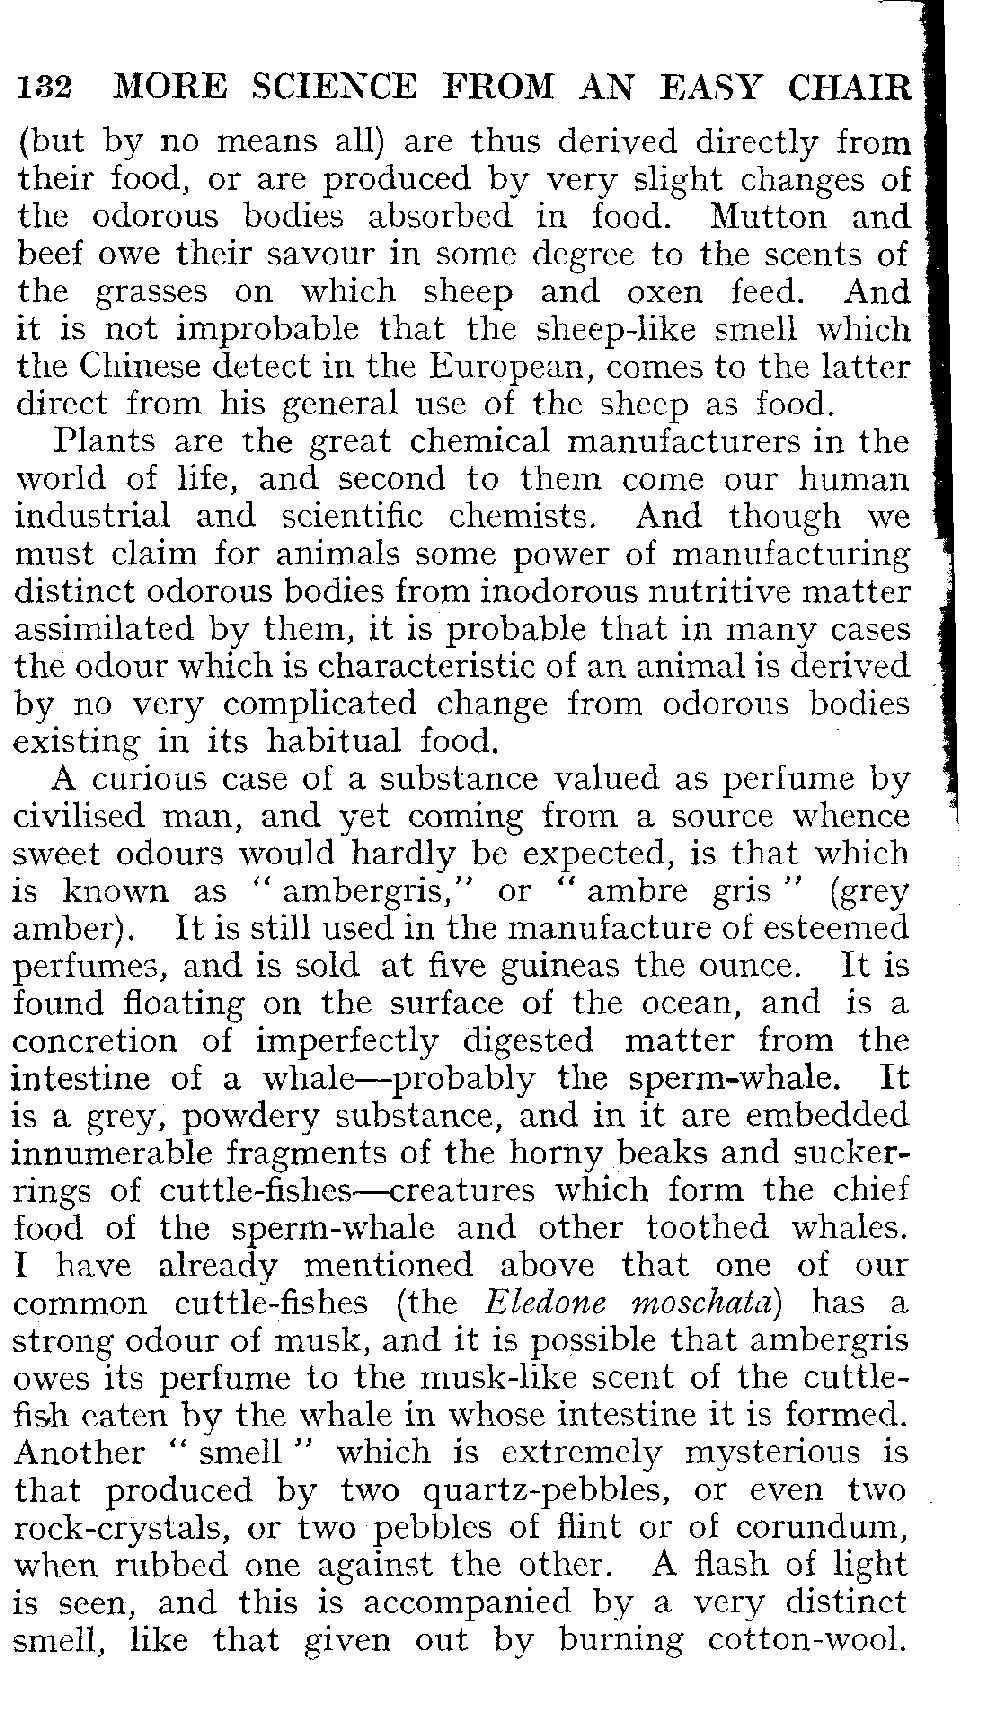 132 MORE SCIENCE FROM AN EASY CHAIR
(but by no means all) are thus derived directly from
their food, or are produced by very slight changes of
the odorous bodies absorbed in food. Mutton and
beef owe their savour in some degree to the scents of
the grasses on which sheep and oxen feed. And
it is not improbable that the sheep-like smell which
the Chinese detect in the European, comes to the latter
direct from his general use of the sheep as food.
Plants are the great chemical manufacturers in the
world of life, and second to them come our human
industrial and scientific chemists. And though we
must claim for animals some power of manufacturing
distinct odorous bodies from inodorous nutritive matter
assimilated by them, it is probable that in many cases
the odour which is characteristic of an animal is derived
by no very complicated change from odorous bodies
existing in its habitual food.
A curious case of a substance valued as perfume by
civilised man, and yet coming from a source whence
sweet odours would hardly be expected, is that which
is known as “ ambergris,” or “ ambre gris ” (grey
amber). It is still used in the manufacture of esteemed
perfumes, and is sold at five guineas the ounce. It is
found floating on the surface of the ocean, and is a
concretion of imperfectly digested matter from the
intestine of a whale—probably the sperm-whale. It
is a grey, powdery substance, and in it are embedded
innumerable fragments of the horny beaks and sucker-
rings of cuttle-fishes—creatures which form the chief
food of the sperm-whale and other toothed whales.
I have already mentioned above that one of our
common cuttle-fishes (the Eledone moschata) has a
strong odour of musk, and it is possible that ambergris
owes its perfume to the musk-like scent of the cuttle-
fish eaten by the whale in whose intestine it is formed.
Another “ smell ” which is extremely mysterious is
that produced by two quartz-pebbles, or even two
rock-crystals, or two pebbles of flint or of corundum,
when rubbed one against the other. A flash of light
is seen, and this is accompanied by a very distinct
smell, like that given out by burning cotton-wool.